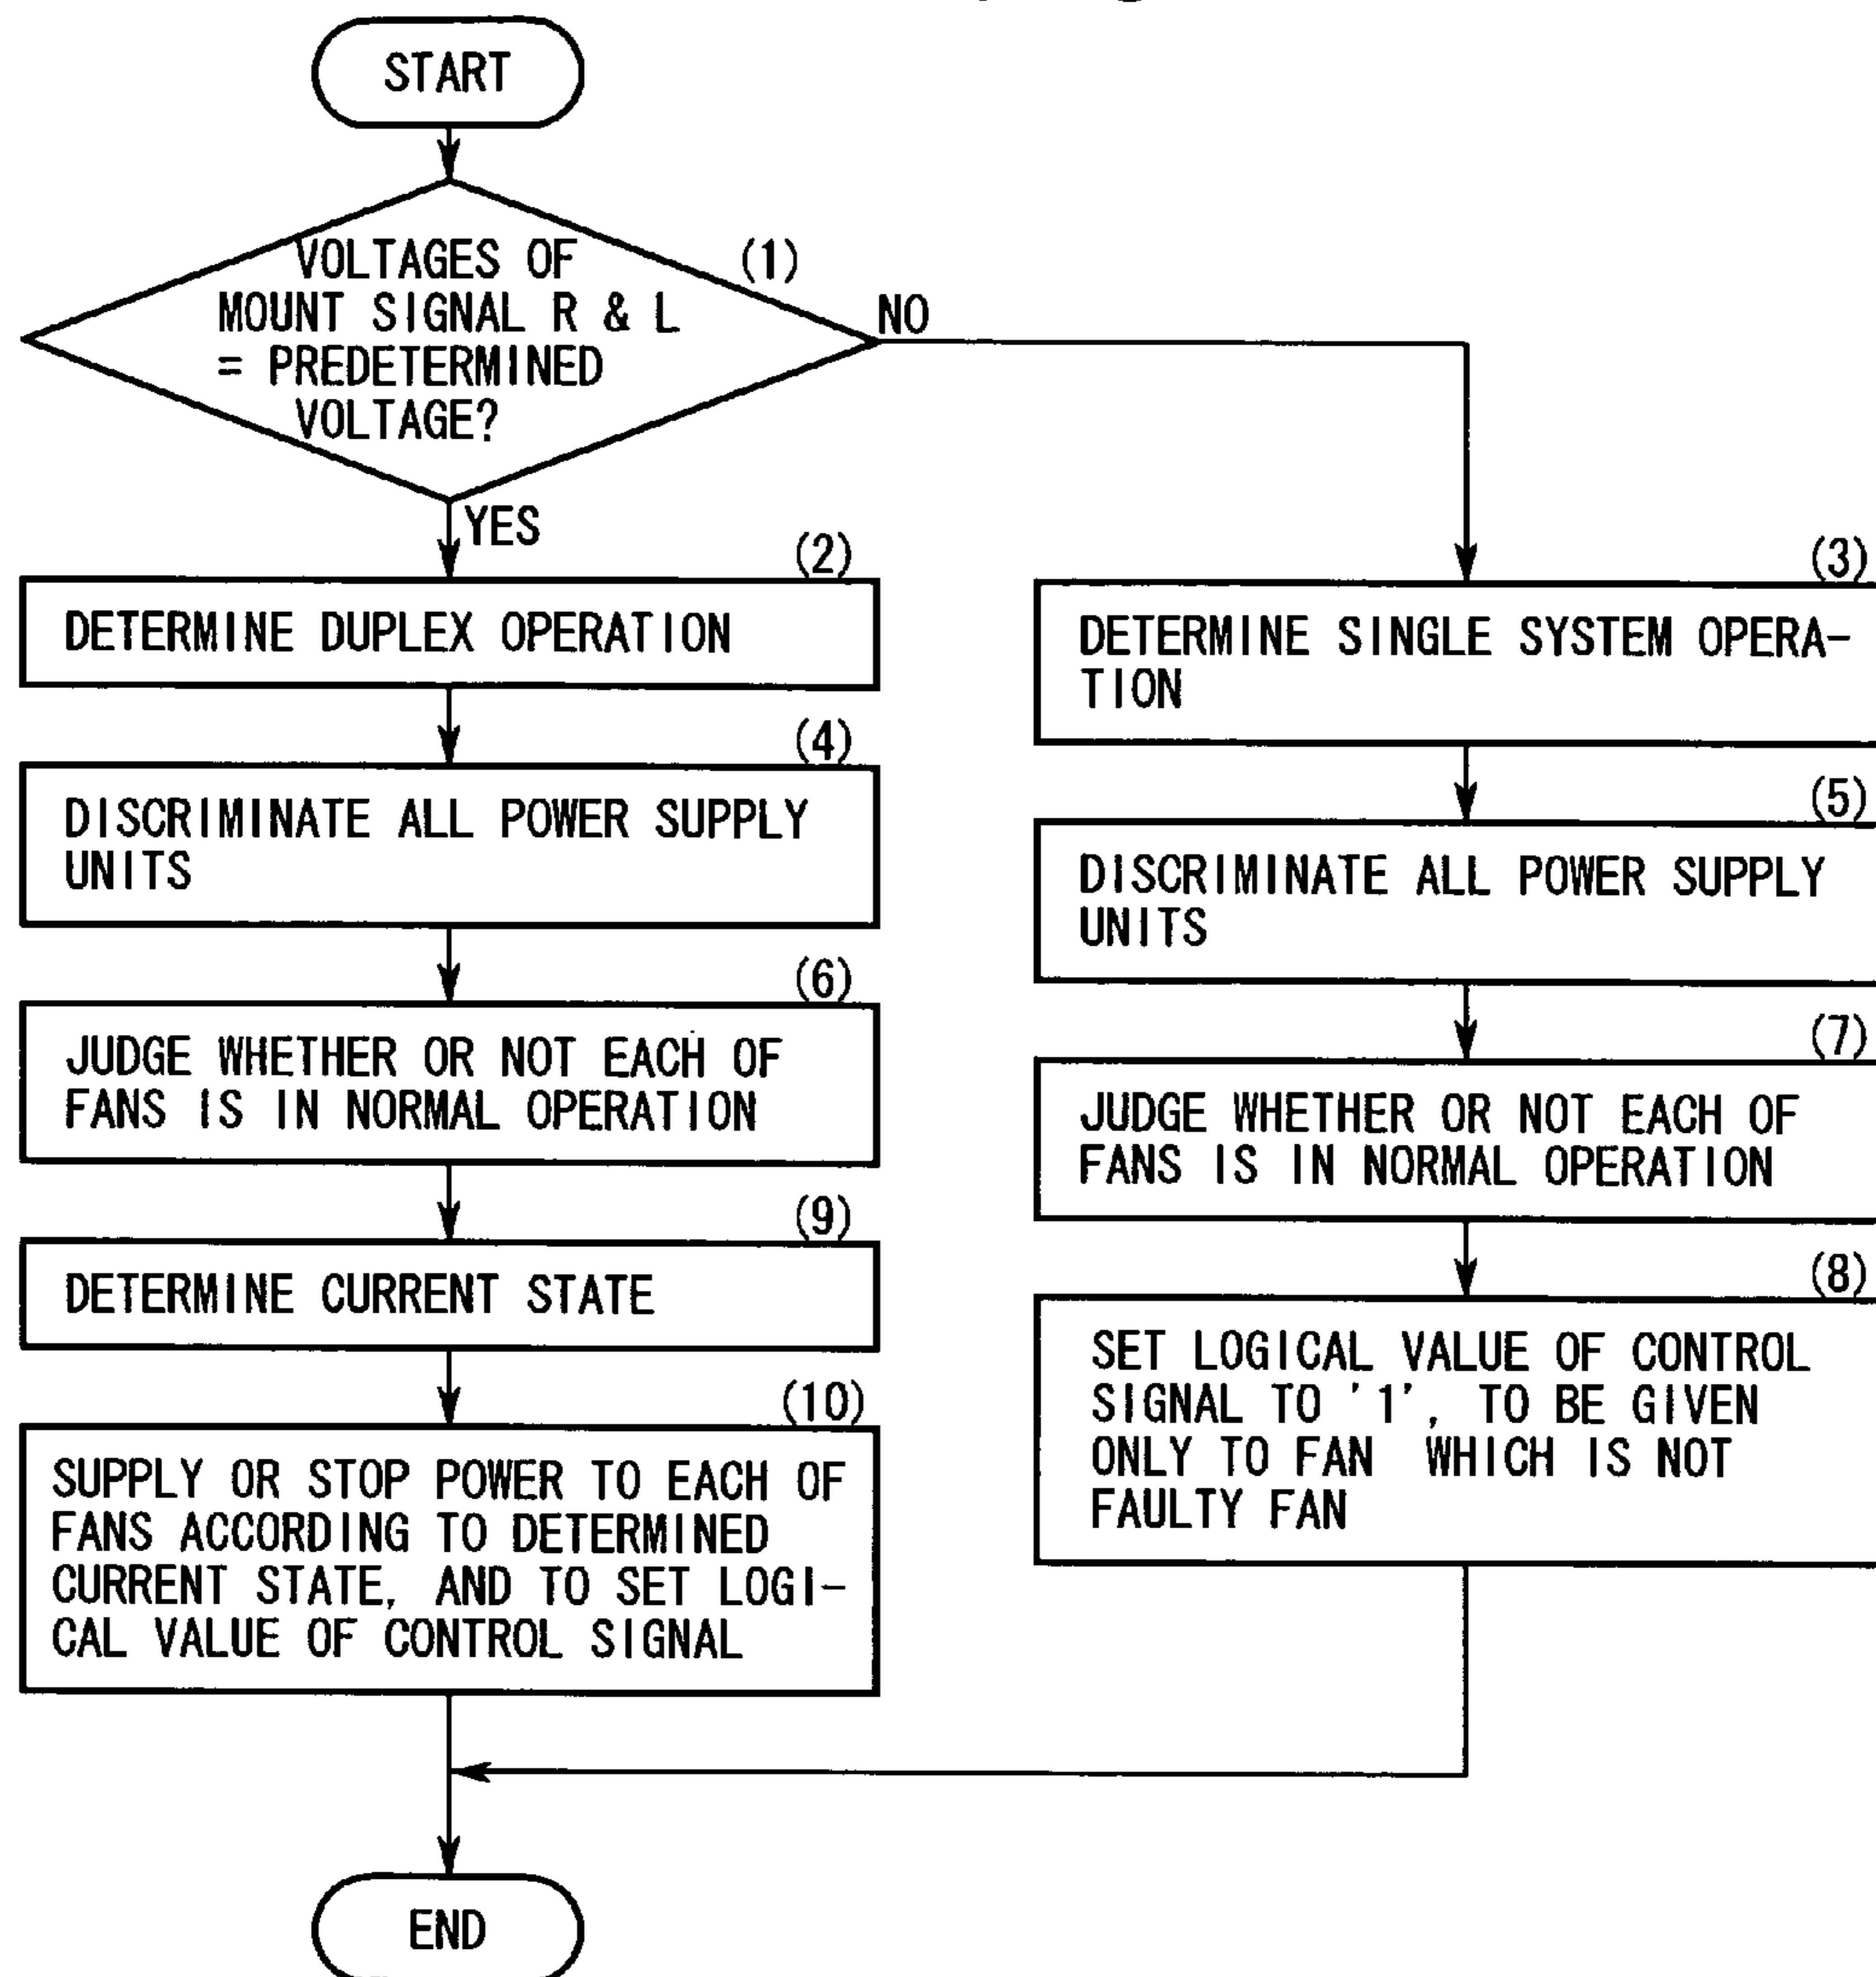 START
VOLTAGES OF
MOUNT SIGNAL R & L
= PREDETERMINED
VOLTAGE?
(1)
NO
YES
(2)
DETERMINE DUPLEX OPERATION
(4)
DISCRIMINATE ALL POWER SUPPLY
UNITS
(6)
JUDGE WHETHER OR NOT EACH OF
FANS IS IN NORMAL OPERATION
(9)
DETERMINE CURRENT STATE
(10)
SUPPLY OR STOP POWER TO EACH OF
FANS ACCORDING TO DETERMINED
CURRENT STATE, AND TO SET LOGI-
CAL VALUE OF CONTROL SIGNAL
(3)
DETERMINE SINGLE SYSTEM OPERA-
TION
(5)
DISCRIMINATE ALL POWER SUPPLY
UNITS
(7)
JUDGE WHETHER OR NOT EACH OF
FANS IS IN NORMAL OPERATION
(8)
SET LOGICAL VALUE OF CONTROL
SIGNAL TO '1', TO BE GIVEN
ONLY TO FAN WHICH IS NOT
FAULTY FAN
END